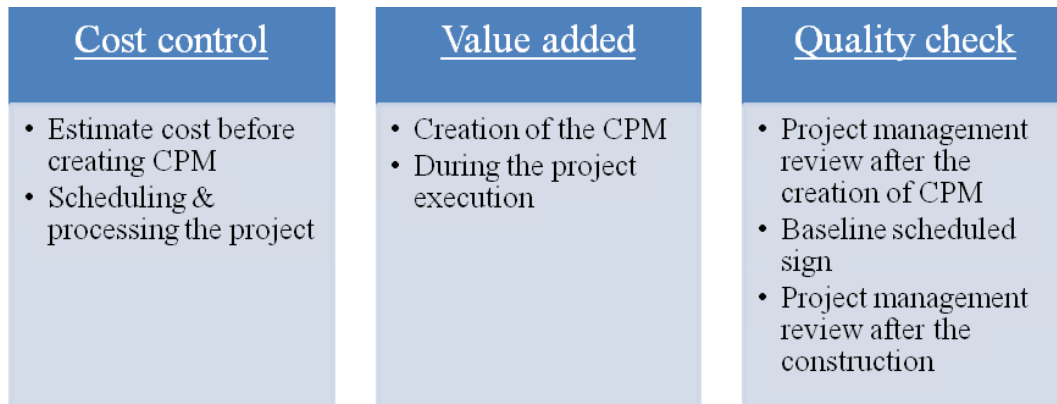 Cost control
• Estimate cost before
creating CPM
• Scheduling &
processing the project
Value added
• Creation of the CPM
• During the project
execution
Quality check
• Project management
review after the
creation of CPM
• Baseline scheduled
sign
• Project management
review after the
construction